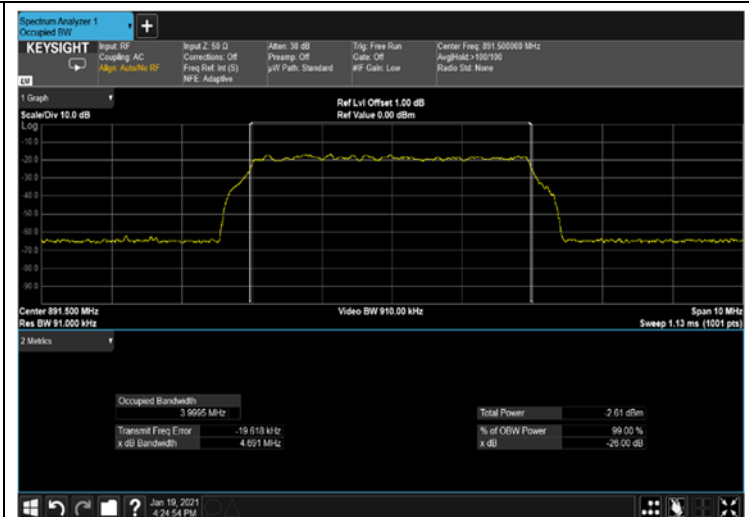 Spectrum Analyzer 1
Occupied BW
+
KEYSIGHT
Input: RF
Coupling: AC
Align: Auto/No RF
Input Z: 50 Ω
Corrections: Off
Freq Ref: Int (S)
NFE: Adaptive
Atten: 30 dB
Preamp: Off
µW Path: Standard
Trig: Free Run
Gate: Off
#IF Gain: Low
Center Freq: 891.500000 MHz
Avg|Hold:>100/100
Radio Std: None
1 Graph
Scale/Div 10.0 dB
Ref Lvl Offset 1.00 dB
Ref Value 0.00 dBm
Log
-10.0
-20.0
-30.0
-40.0
-50.0
-60.0
-70.0
-80.0
-90.0
Center 891.500 MHz
Video BW 910.00 kHz
Span 10 MHz
Res BW 91.000 kHz
Sweep 1.13 ms (1001 pts)
2 Metrics
Occupied Bandwidth
3.9995 MHz
Transmit Freq Error -19.618 kHz
x dB Bandwidth 4.691 MHz
Total Power -2.61 dBm
% of OBW Power 99.00 %
x dB -26.00 dB
?
Jan 19, 2021
4:24:54 PM